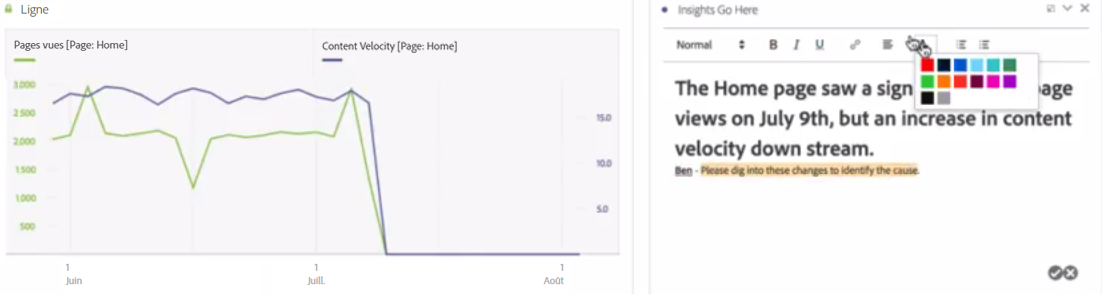 Ligne
Pages vues [Page: Home]
Content Velocity [Page: Home]
3,000
2,500
2,000
1,500
1,000
500
15.0
10.0
5.0
1
Juin
1
Juill.
1
Août
Insights Go Here
Normal
B I U
The Home page saw a sign age
views on July 9th, but an increase in content
velocity down stream.
Ben - Please dig into these changes to identify the cause.